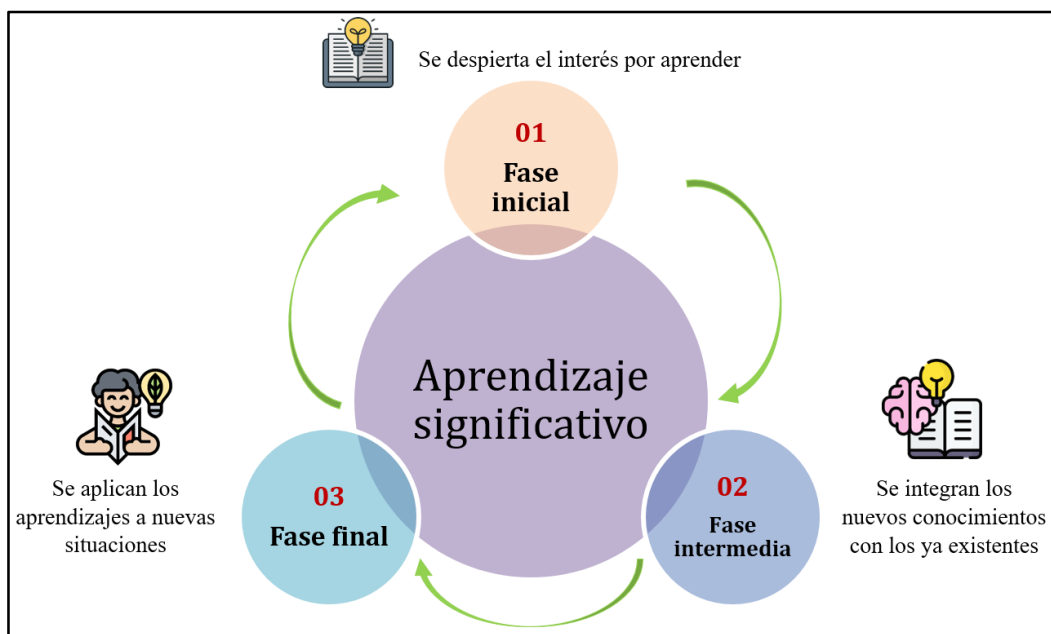 Se despierta el interés por aprender
01
Fase
inicial
Aprendizaje
significativo
02
Fase
intermedia
Se integran los
nuevos conocimientos
con los ya existentes
03
Fase final
Se aplican los
aprendizajes a nuevas
situaciones